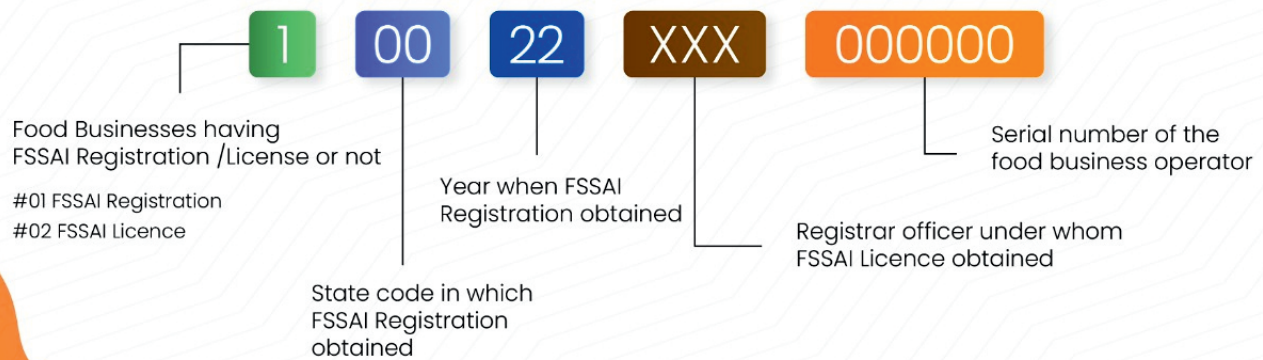 1 00 22 XXX 000000
Food Businesses having
FSSAI Registration /License or not
#01 FSSAI Registration
#02 FSSAI Licence
State code in which
FSSAI Registration
obtained
Year when FSSAI
Registration obtained
Registrar officer under whom
FSSAI Licence obtained
Serial number of the
food business operator